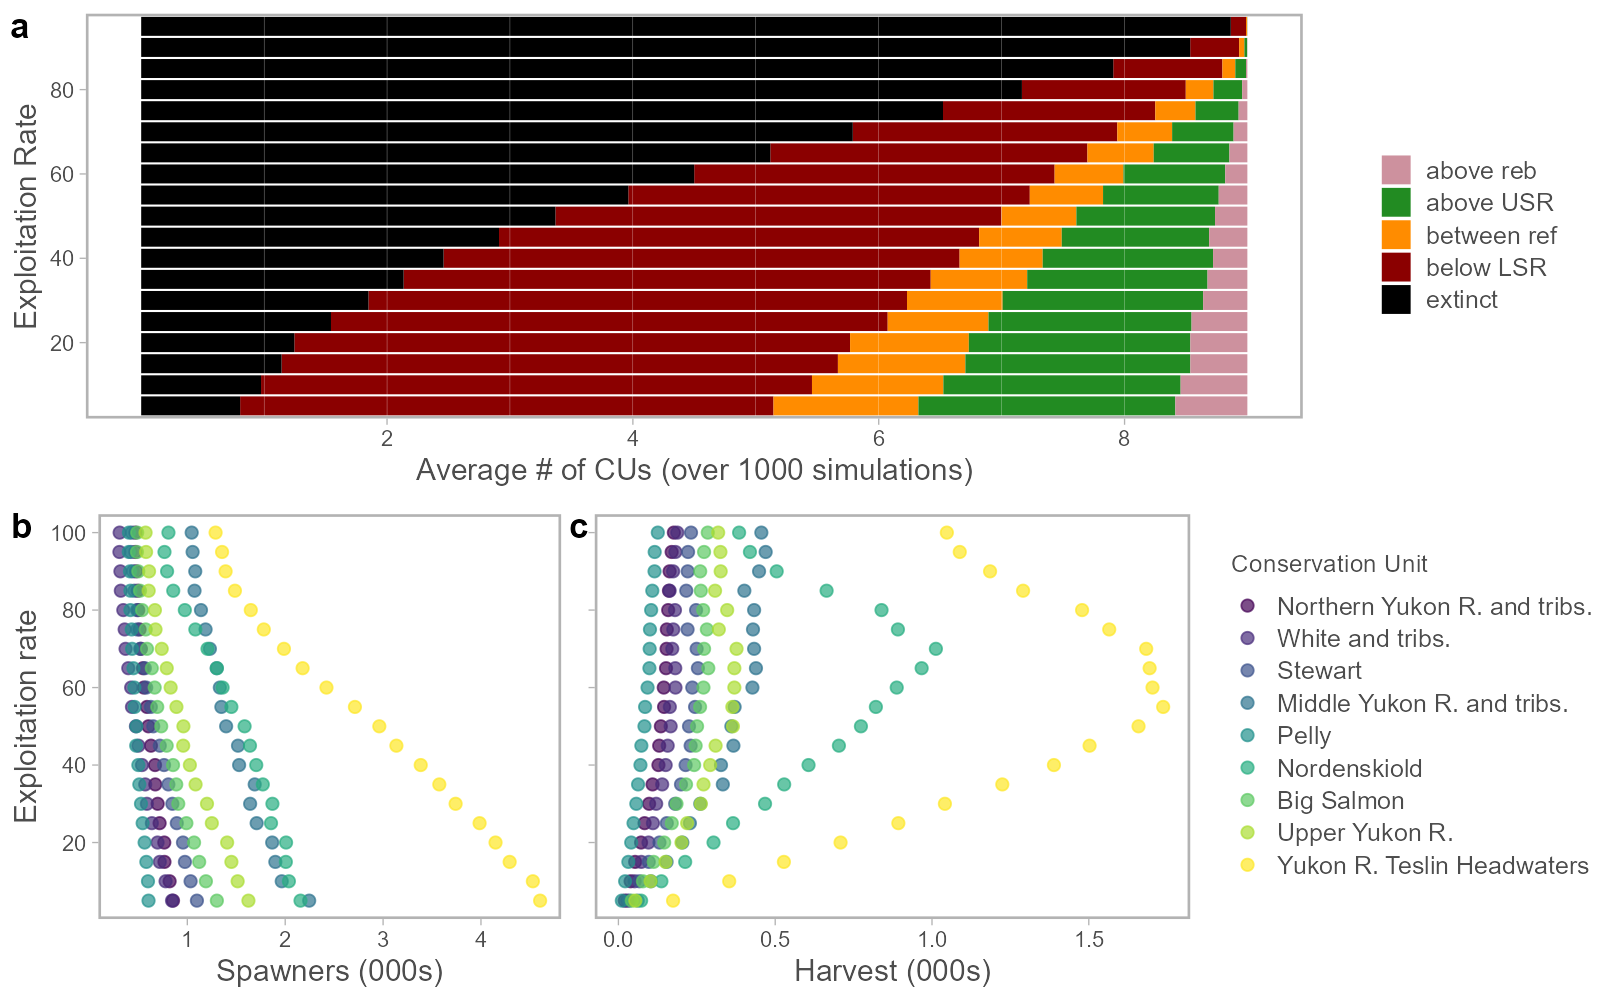 a
Exploitation Rate
80
60
40
20
2 4 6 8
Average # of CUs (over 1000 simulations)
above reb
above USR
between ref
below LSR
extinct
b
Exploitation rate
100
80
60
40
20
1 2 3 4
Spawners (000s)
c
0.0 0.5 1.0 1.5
Harvest (000s)
Conservation Unit
Northern Yukon R. and tribs.
White and tribs.
Stewart
Middle Yukon R. and tribs.
Pelly
Nordenskiold
Big Salmon
Upper Yukon R.
Yukon R. Teslin Headwaters